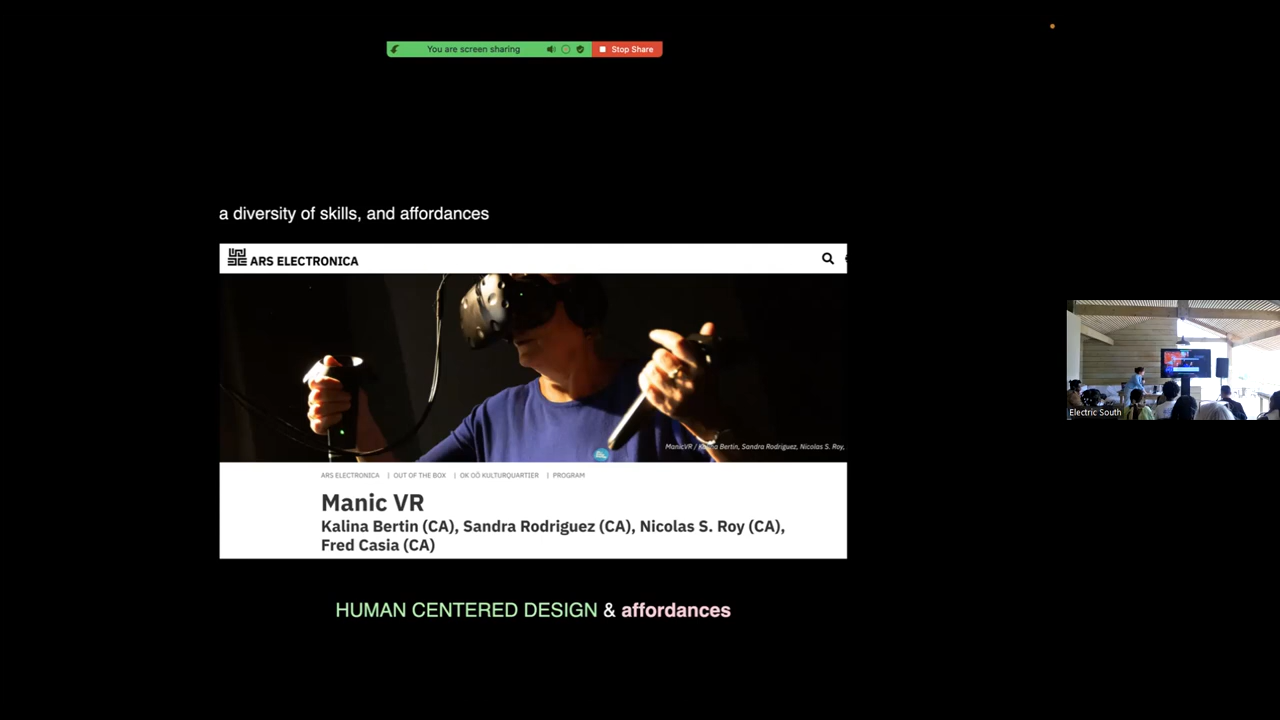 You are screen sharing
Stop Share
a diversity of skills, and affordances
ARS ELECTRONICA
ManicVR / Kalina Bertin, Sandra Rodriguez, Nicolas S. Roy,
ARS ELECTRONICA | OUT OF THE BOX | OK OÖ KULTURQUARTIER | PROGRAM
Manic VR
Kalina Bertin (CA), Sandra Rodriguez (CA), Nicolas S. Roy (CA),
Fred Casia (CA)
Electric South
HUMAN CENTERED DESIGN & affordances